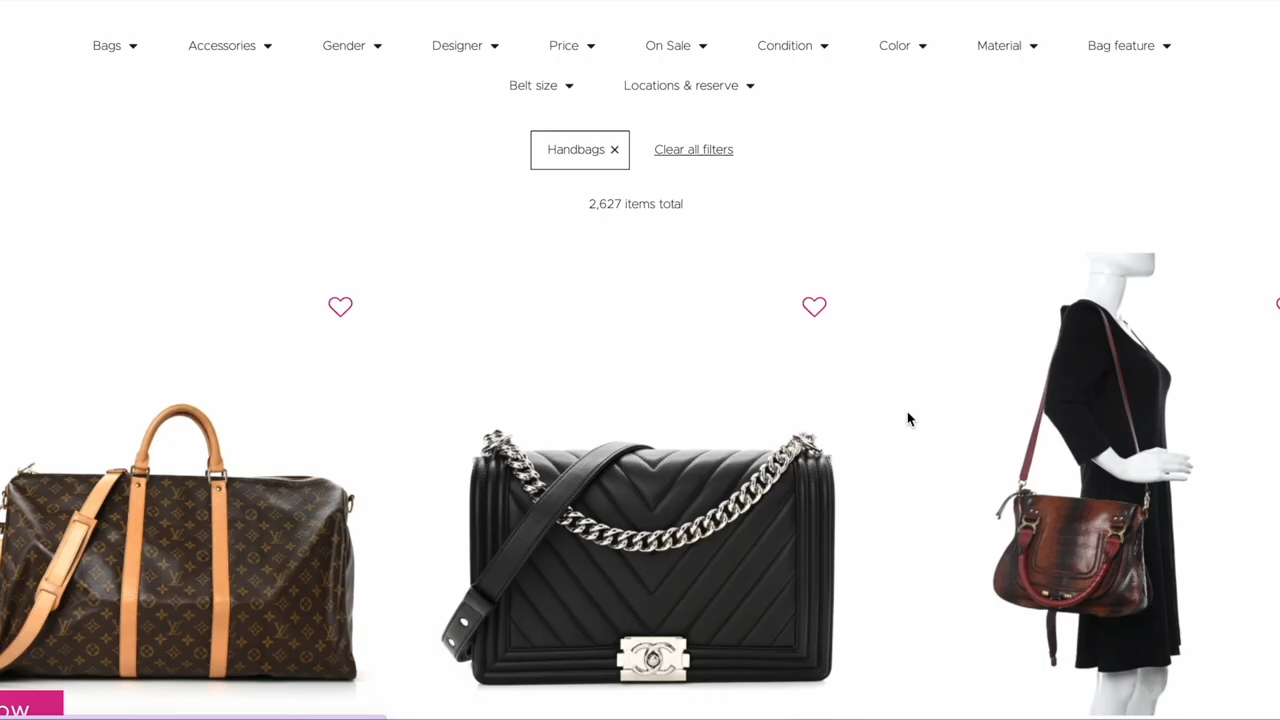 Bags Accessories Gender Designer Price On Sale Condition Color Material Bag feature
Belt size Locations & reserve
Handbags × Clear all filters
2,627 items total
OW